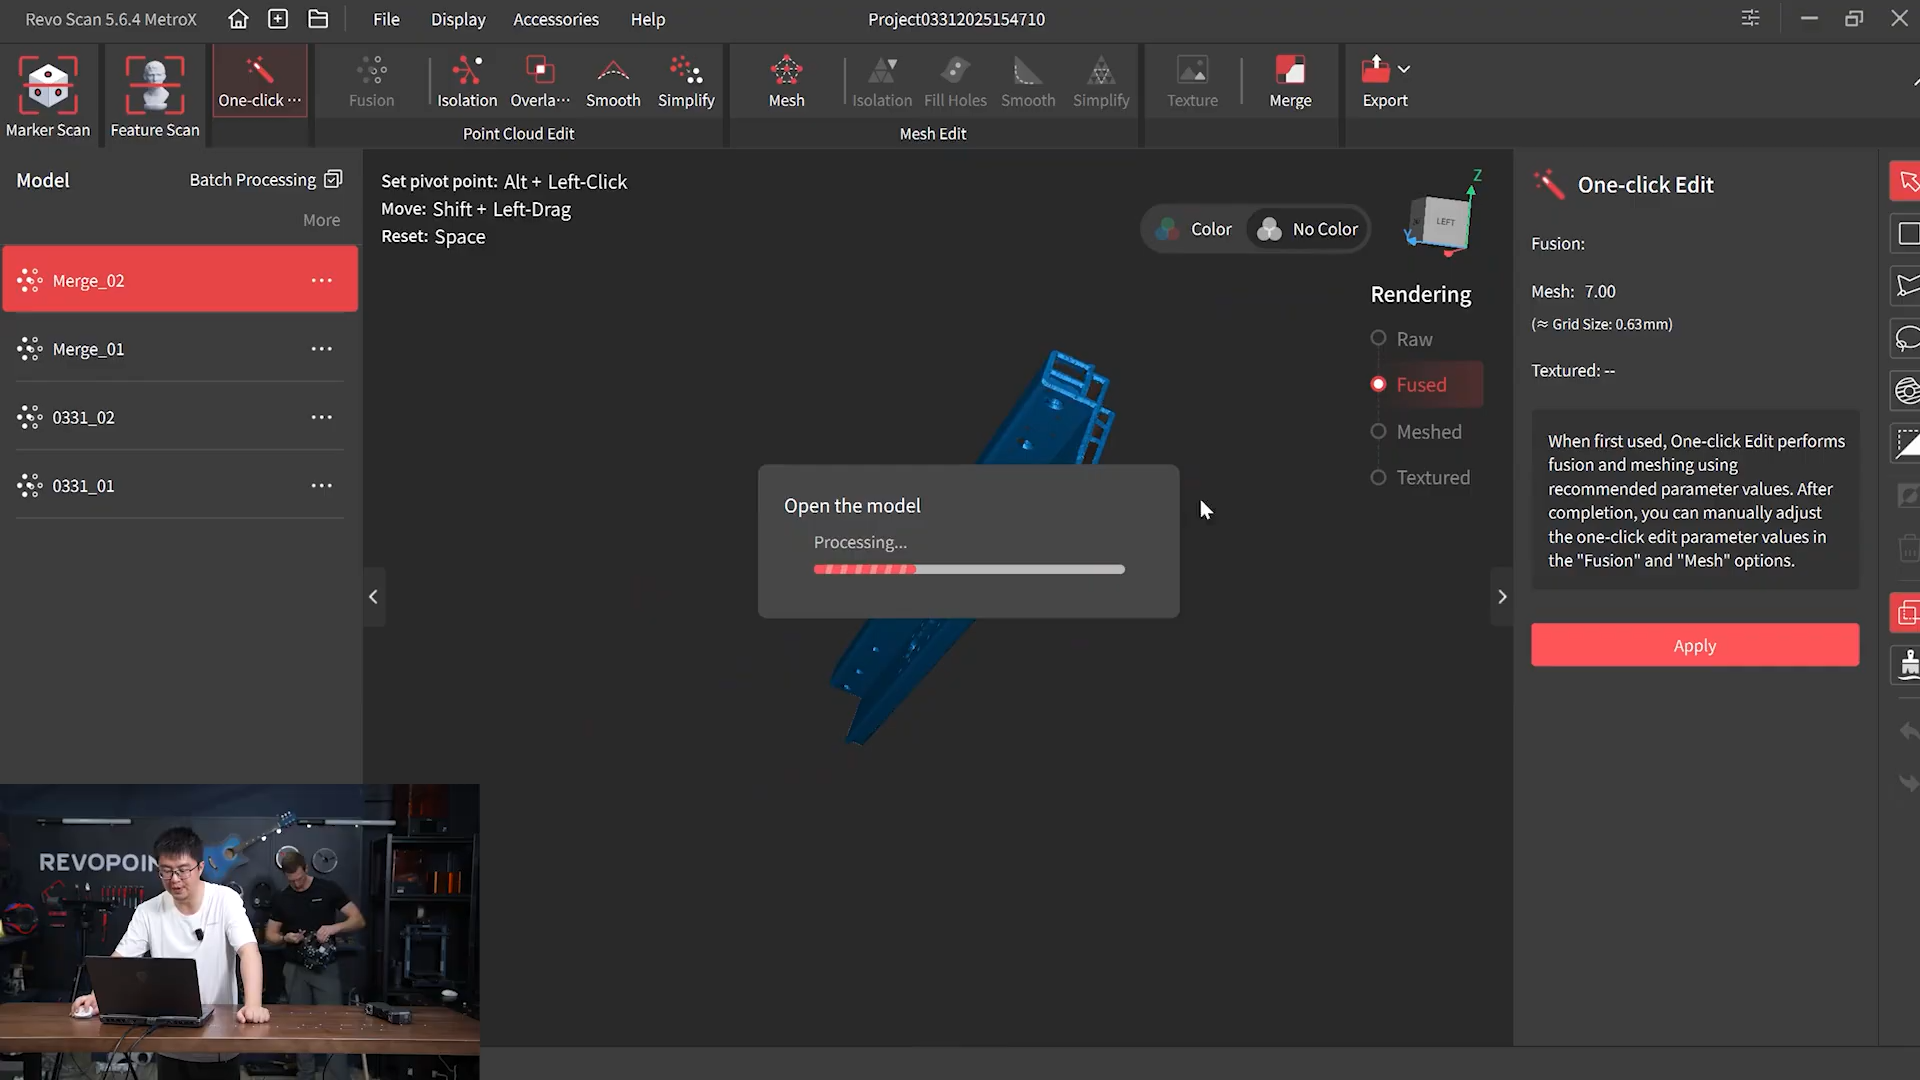 Revo Scan 5.6.4 MetroX
File
Display
Accessories
Help
Project03312025154710
Marker Scan
Feature Scan
One-click ···
Fusion
Isolation
Overla···
Smooth
Simplify
Point Cloud Edit
Mesh
Isolation
Fill Holes
Smooth
Simplify
Mesh Edit
Texture
Merge
Export
Model
Batch Processing
More
Merge_02
Merge_01
0331_02
0331_01
Set pivot point: Alt + Left-Click
Move: Shift + Left-Drag
Reset: Space
Color
No Color
Z
LEFT
Y
Rendering
Raw
Fused
Meshed
Textured
Open the model
Processing...
One-click Edit
Fusion:
Mesh: 7.00
(≈ Grid Size: 0.63mm)
Textured: --
When first used, One-click Edit performs
fusion and meshing using
recommended parameter values. After
completion, you can manually adjust
the one-click edit parameter values in
the "Fusion" and "Mesh" options.
Apply
REVOPOIN